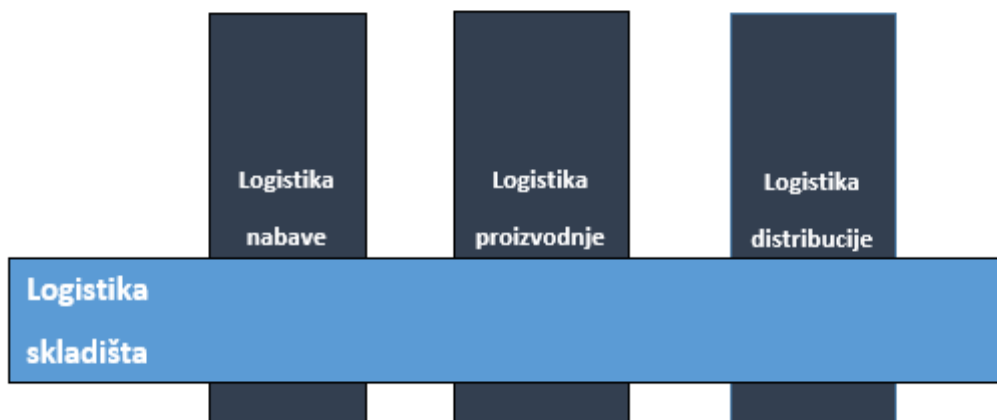 Logistika
nabave
Logistika
proizvodnje
Logistika
distribucije
Logistika
skladišta